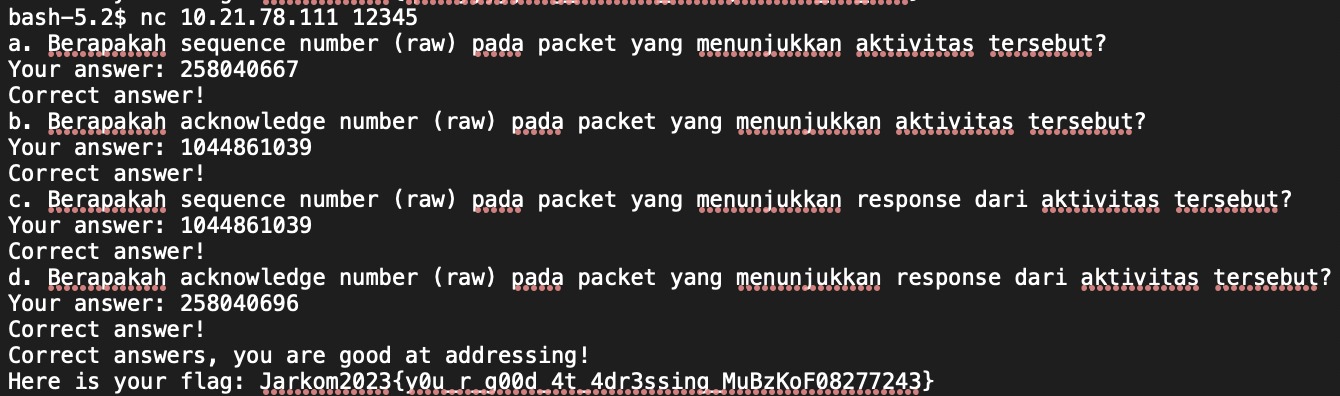 bash-5.2$ nc 10.21.78.111 12345
a. Berapakah sequence number (raw) pada packet yang menunjukkan aktivitas tersebut?
Your answer: 258040667
Correct answer!
b. Berapakah acknowledge number (raw) pada packet yang menunjukkan aktivitas tersebut?
Your answer: 1044861039
Correct answer!
c. Berapakah sequence number (raw) pada packet yang menunjukkan response dari aktivitas tersebut?
Your answer: 1044861039
Correct answer!
d. Berapakah acknowledge number (raw) pada packet yang menunjukkan response dari aktivitas tersebut?
Your answer: 258040696
Correct answer!
Correct answers, you are good at addressing!
Here is your flag: Jarkom2023{y0u_r_g00d_4t_4dr3ssing_MuBzKoF08277243}